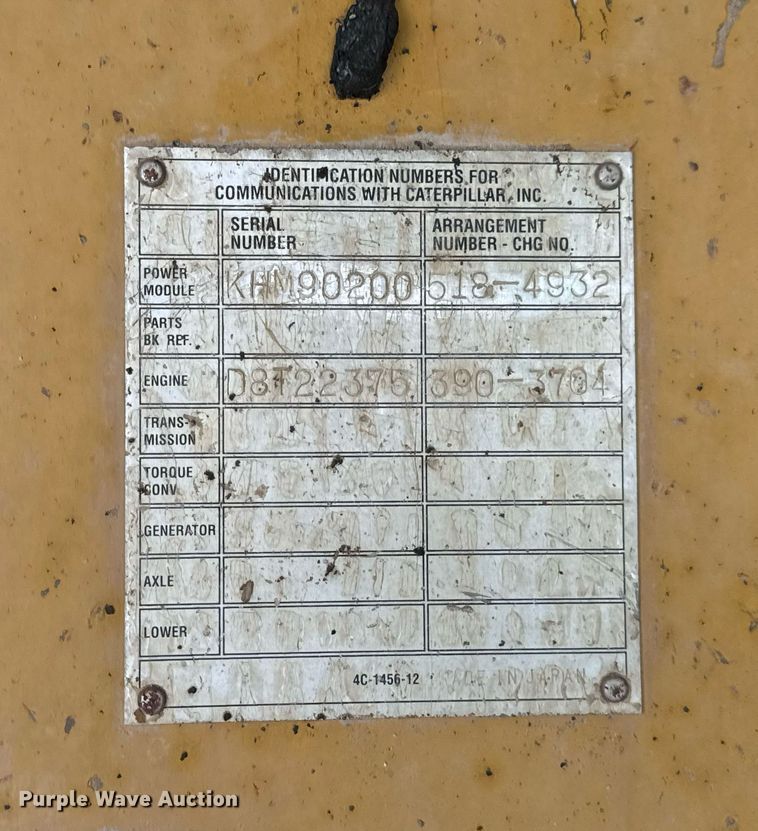 IDENTIFICATION NUMBERS FOR
COMMUNICATIONS WITH CATERPILLAR, INC.
SERIAL
NUMBER
ARRANGEMENT
NUMBER - CHG NO.
POWER
MODULE
KHM90200
518-4932
PARTS
BK REF.
ENGINE
D8T22375
390-3704
TRANS-
MISSION
TORQUE
CONV
GENERATOR
AXLE
LOWER
4C-1456-12
MADE IN JAPAN
Purple Wave Auction